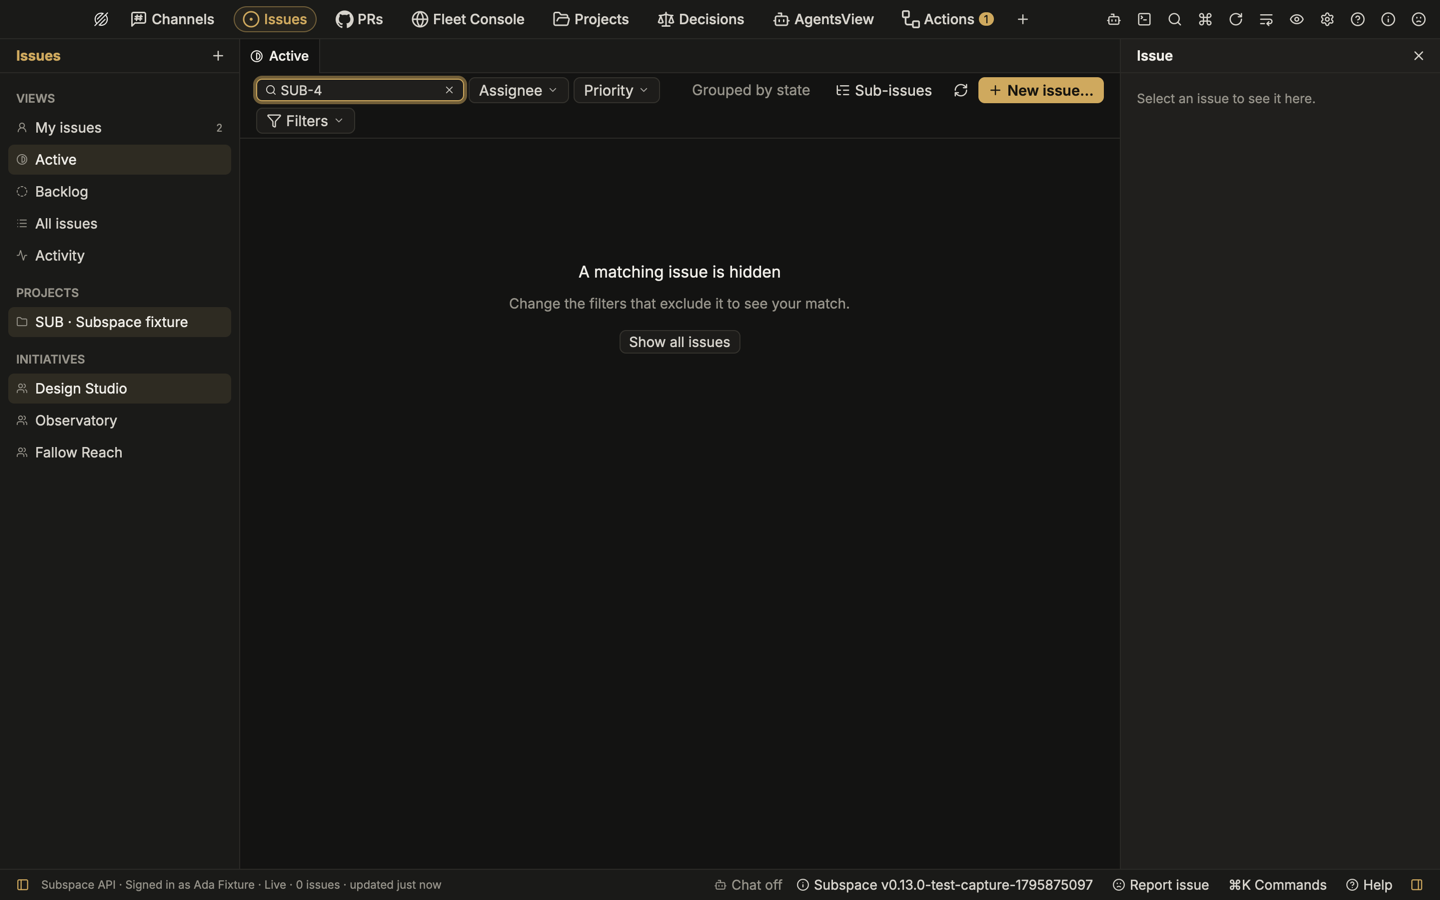 Channels
Issues
PRs
Fleet Console
Projects
Decisions
AgentsView
Actions 1
Issues
Active
Issue
SUB-4
Assignee
Priority
Grouped by state
Sub-issues
New issue...
Select an issue to see it here.
Filters
VIEWS
My issues 2
Active
Backlog
All issues
Activity
PROJECTS
SUB · Subspace fixture
INITIATIVES
Design Studio
Observatory
Fallow Reach
A matching issue is hidden
Change the filters that exclude it to see your match.
Show all issues
Subspace API · Signed in as Ada Fixture · Live · 0 issues · updated just now
Chat off
Subspace v0.13.0-test-capture-1795875097
Report issue
⌘K Commands
Help